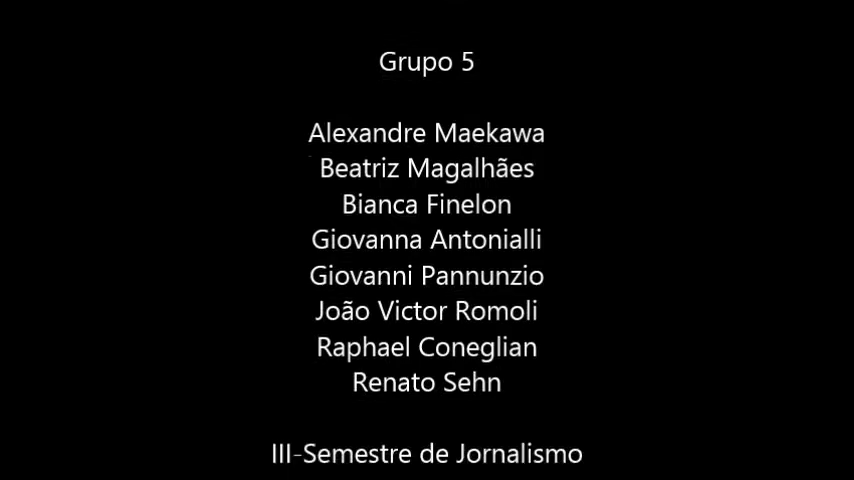 Grupo 5
Alexandre Maekawa
Beatriz Magalhães
Bianca Finelon
Giovanna Antonialli
Giovanni Pannunzio
João Victor Romoli
Raphael Coneglian
Renato Sehn
III-Semestre de Jornalismo